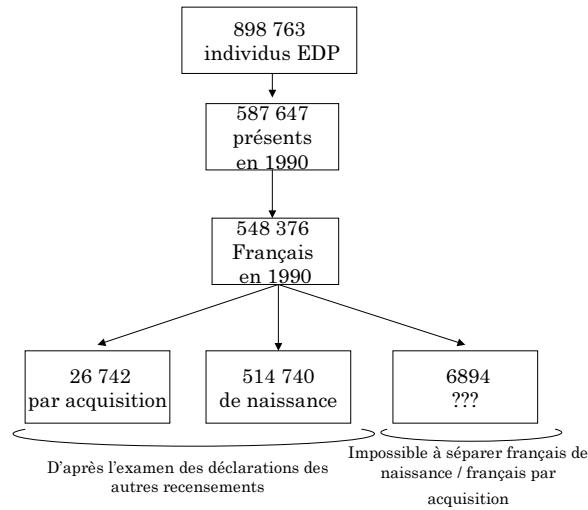 898 763
individus EDP
587 647
présents
en 1990
548 376
Français
en 1990
26 742
par acquisition
514 740
de naissance
6894
???
D'après l'examen des déclarations des
autres recensements
Impossible à séparer français de
naissance / français par
acquisition